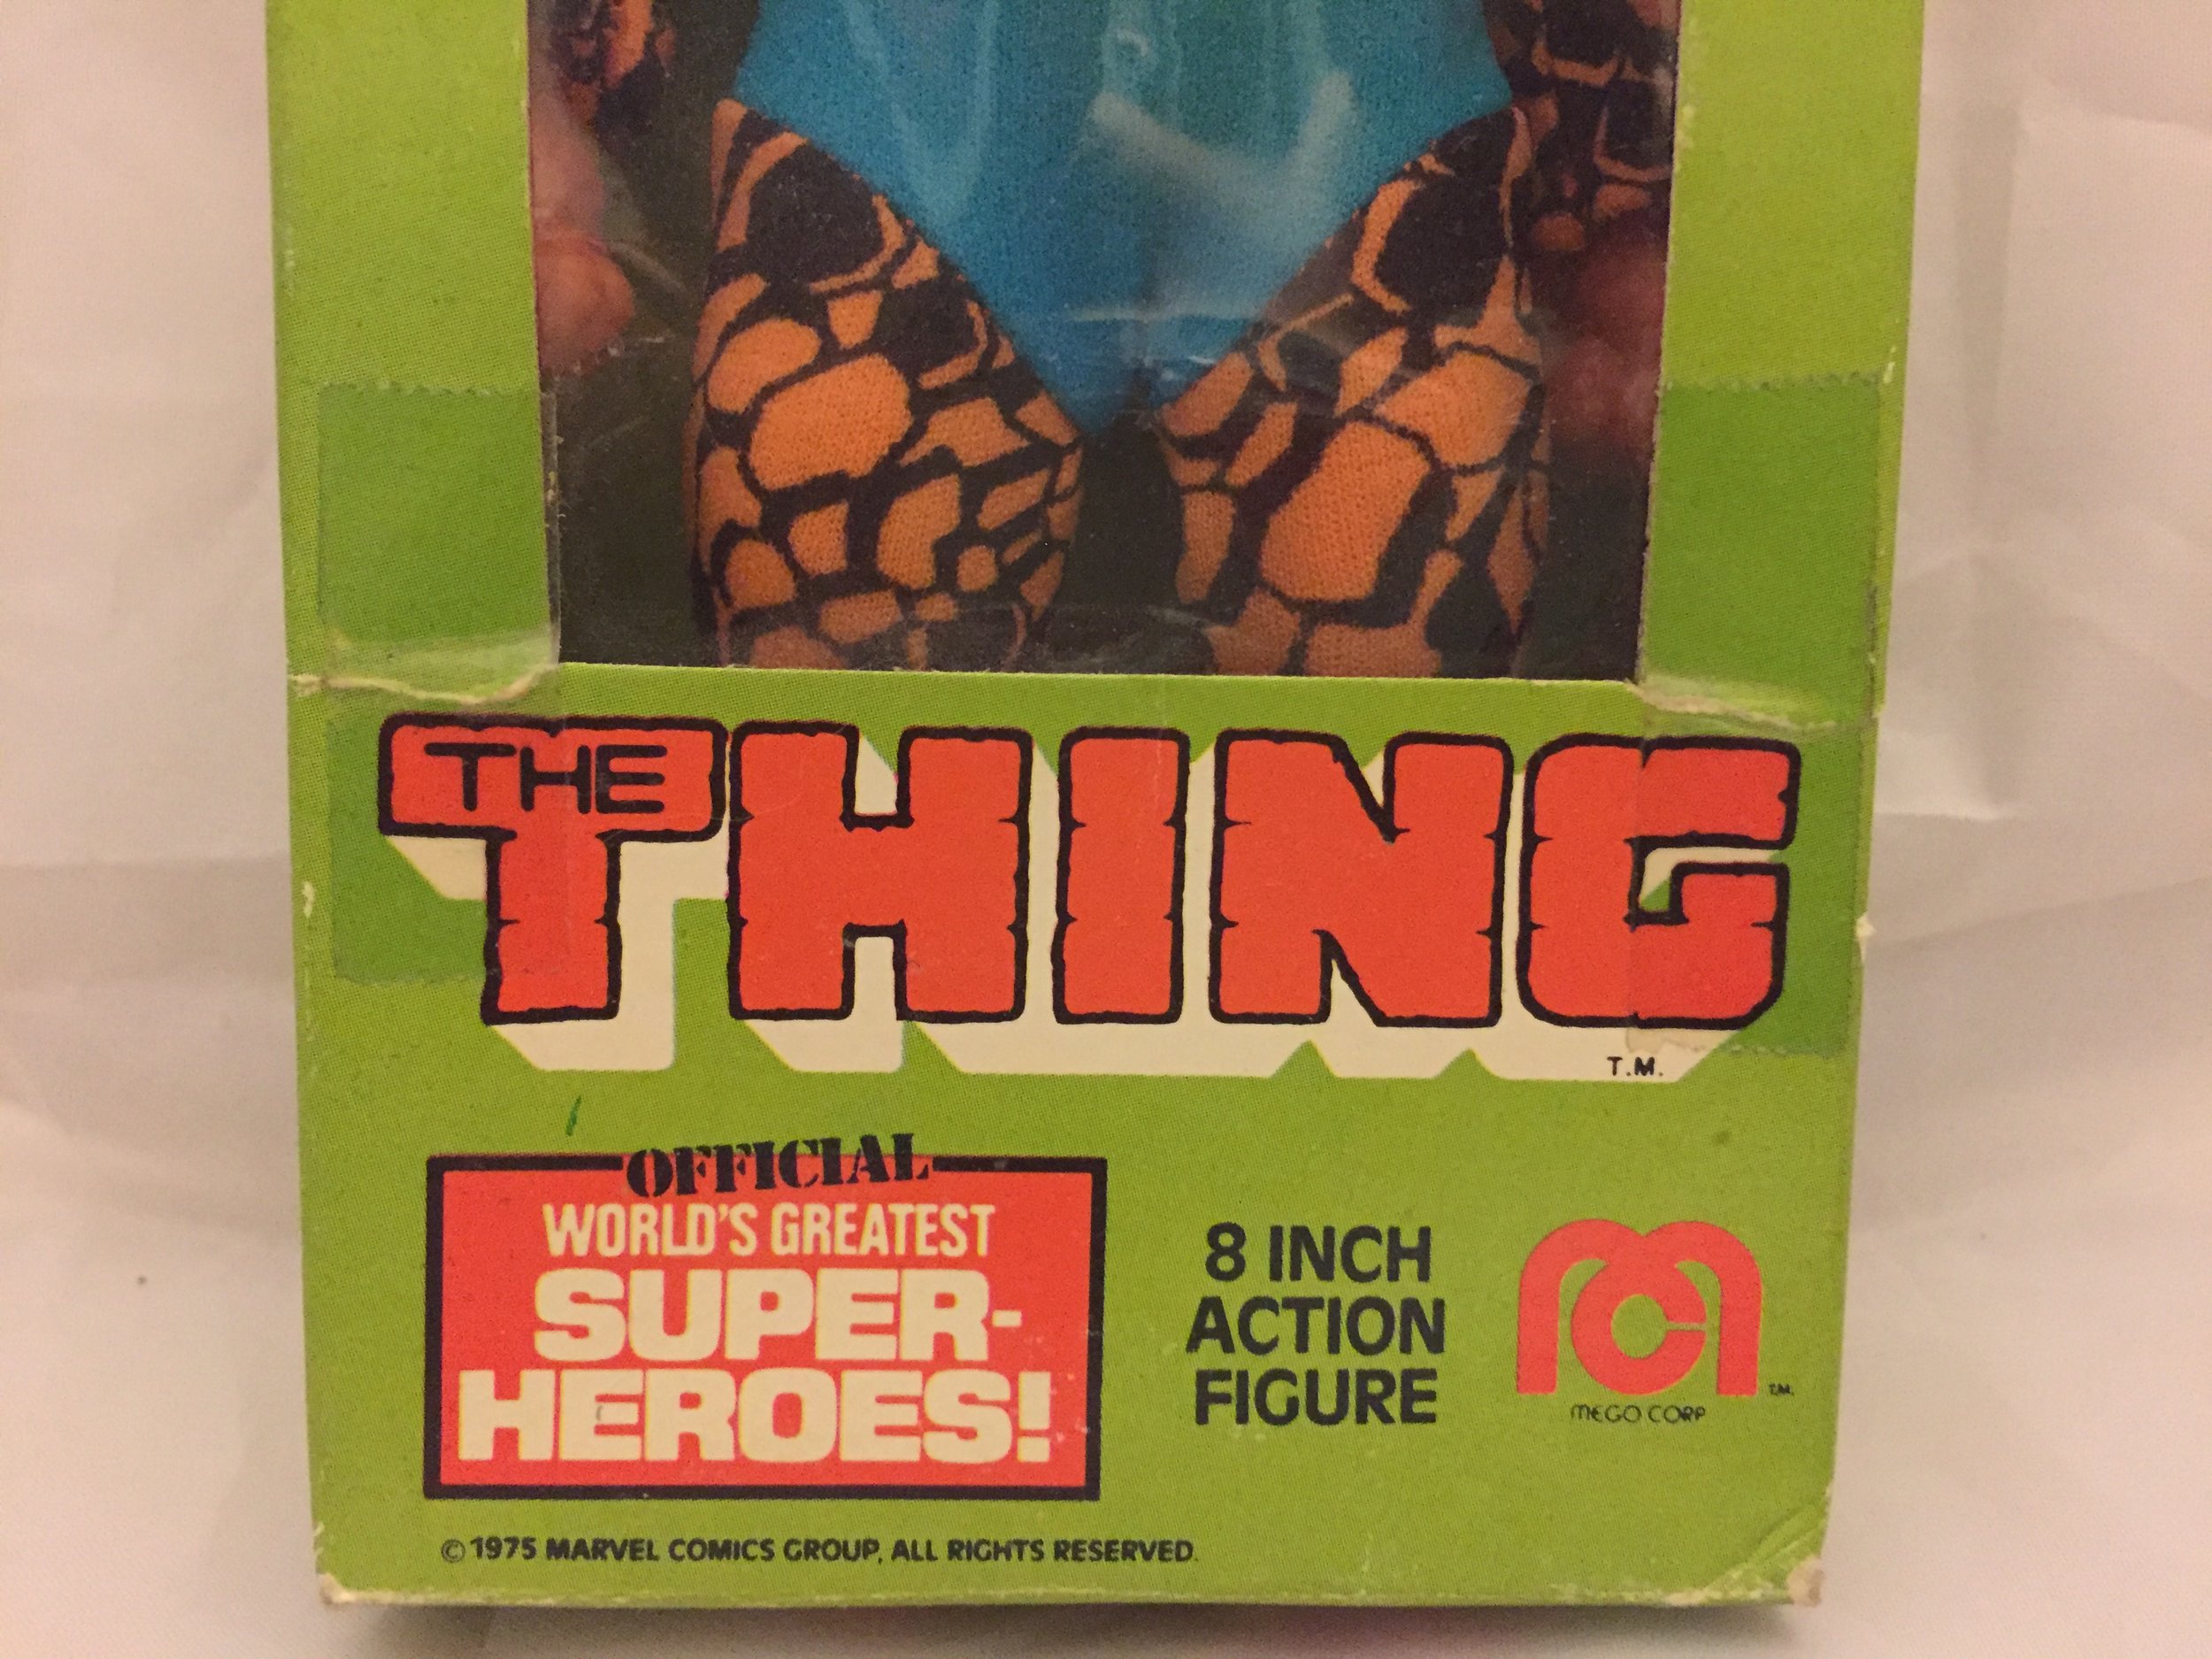 THE
THING
T.M.
OFFICIAL
WORLD'S GREATEST
SUPER-
HEROES!
8 INCH
ACTION
FIGURE
T.M.
MEGO CORP
© 1975 MARVEL COMICS GROUP, ALL RIGHTS RESERVED.